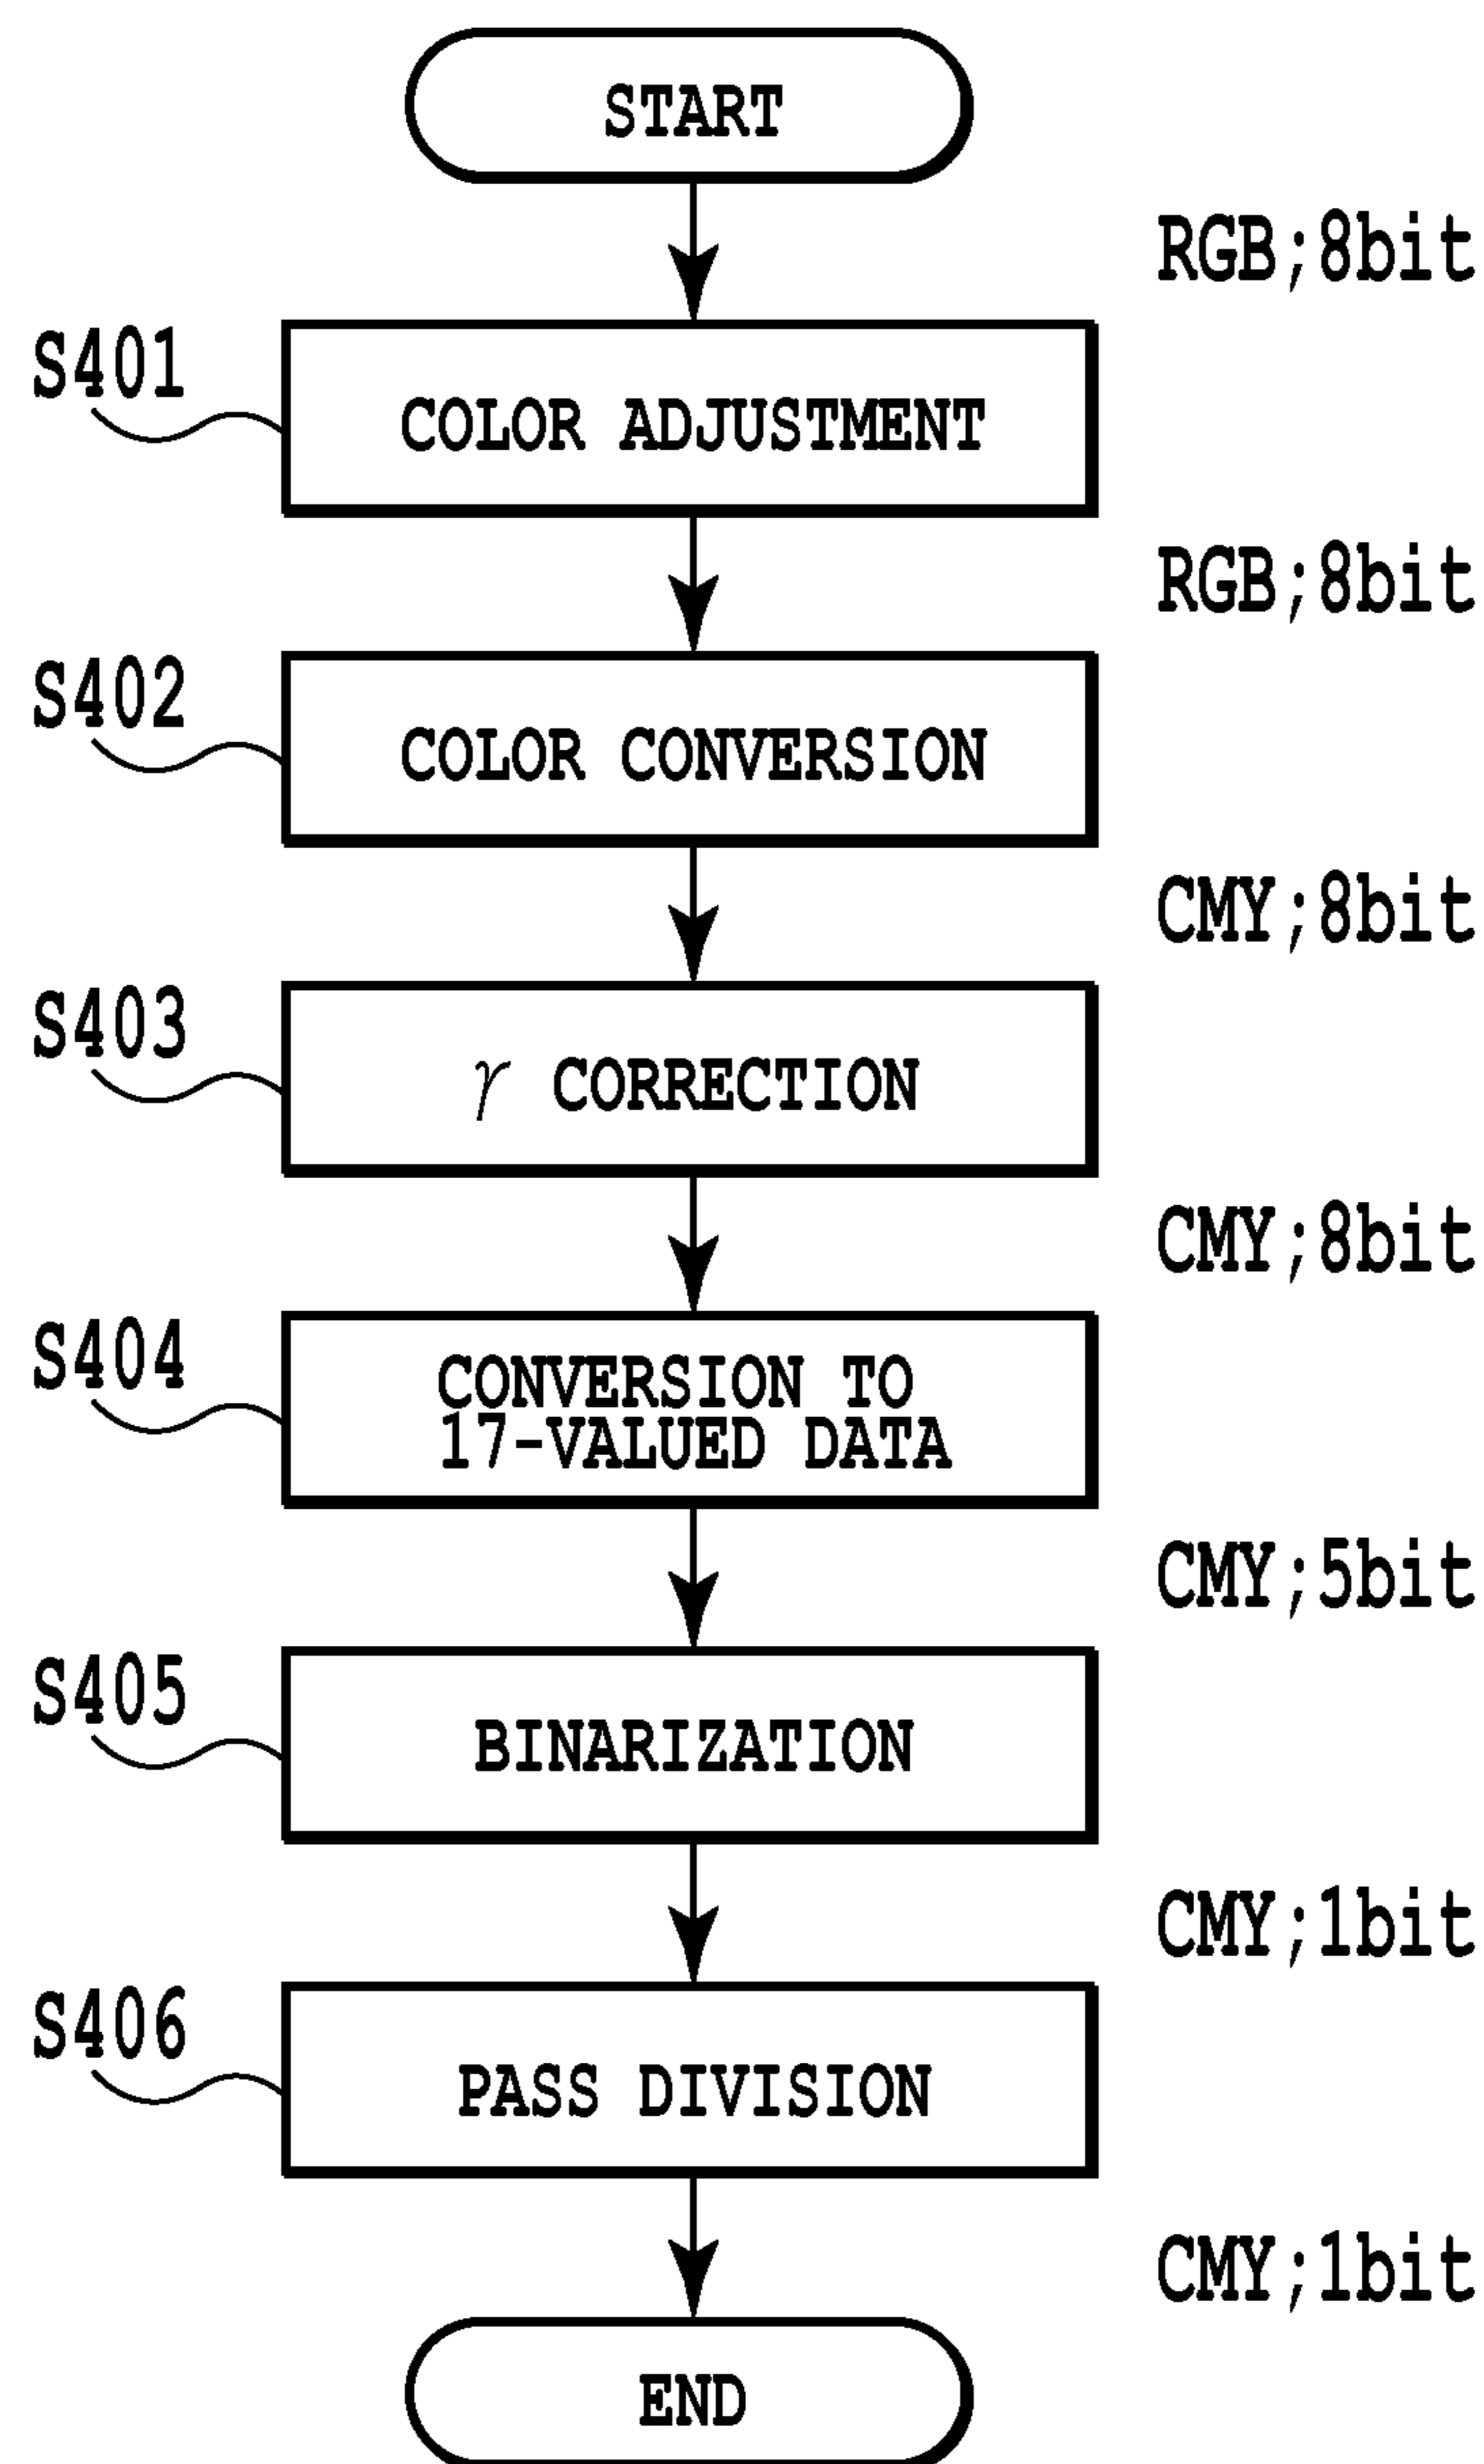 START
RGB;8bit
S401
COLOR ADJUSTMENT
RGB;8bit
S402
COLOR CONVERSION
CMY;8bit
S403
γ CORRECTION
CMY;8bit
S404
CONVERSION TO
17-VALUED DATA
CMY;5bit
S405
BINARIZATION
CMY;1bit
S406
PASS DIVISION
CMY;1bit
END